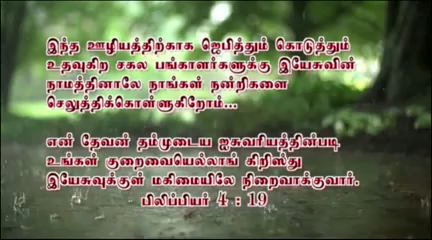 இந்த ஊழியத்திற்காக ஜெபித்தும் கொடுத்தும்
உதவுகிற சகல பங்காளர்களுக்கு இயேசுவின்
நாமத்தினாலே நாங்கள் நன்றிகளை
செலுத்திக்கொள்ளுகிறோம்...
என் தேவன் தம்முடைய ஐசுவரியத்தின்படி
உங்கள் குறைவையெல்லாங் கிறிஸ்து
இயேசுவுக்குள் மகிமையிலே நிறைவாக்குவார்.
பிலிப்பியர் 4 : 19